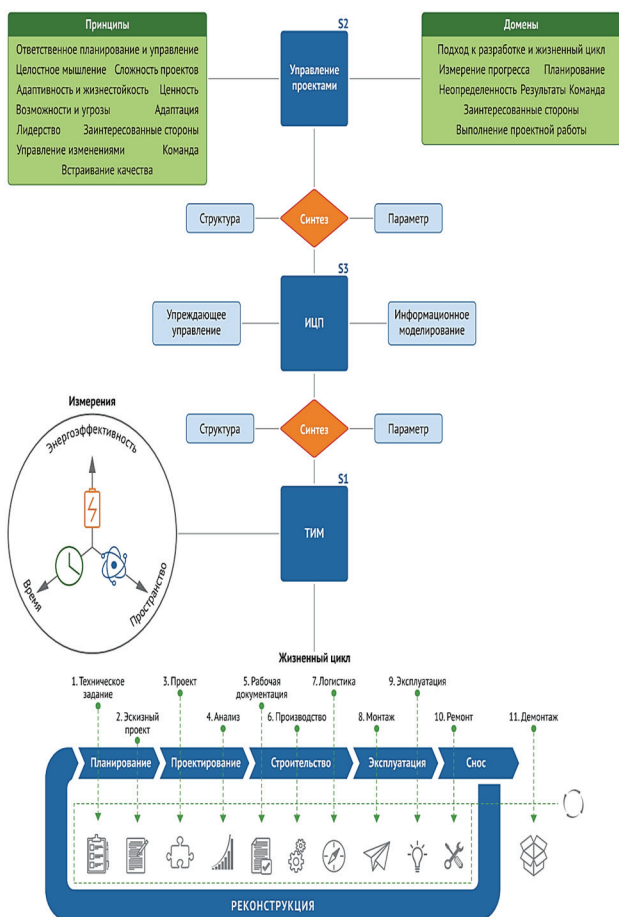 Принципы
Ответственное планирование и управление
Целостное мышление Сложность проектов
Адаптивность и жизнестойкость Ценность
Возможности и угрозы Адаптация
Лидерство Заинтересованные стороны
Управление изменениями Команда
Встраивание качества
S2
Управление
проектами
Домены
Подход к разработке и жизненный цикл
Измерение прогресса Планирование
Неопределенность Результаты Команда
Заинтересованные стороны
Выполнение проектной работы
Структура
Синтез
Параметр
S3
Упреждающее
управление
ИЦП
Информационное
моделирование
Измерения
Энергоэффективность
Время
Пространство
Структура
Синтез
Параметр
S1
ТИМ
Жизненный цикл
1. Техническое
задание
2. Эскизный
проект
3. Проект
4. Анализ
5. Рабочая
документация
6. Производство
7. Логистика
8. Монтаж
9. Эксплуатация
10. Ремонт
11. Демонтаж
Планирование
Проектирование
Строительство
Эксплуатация
Снос
РЕКОНСТРУКЦИЯ